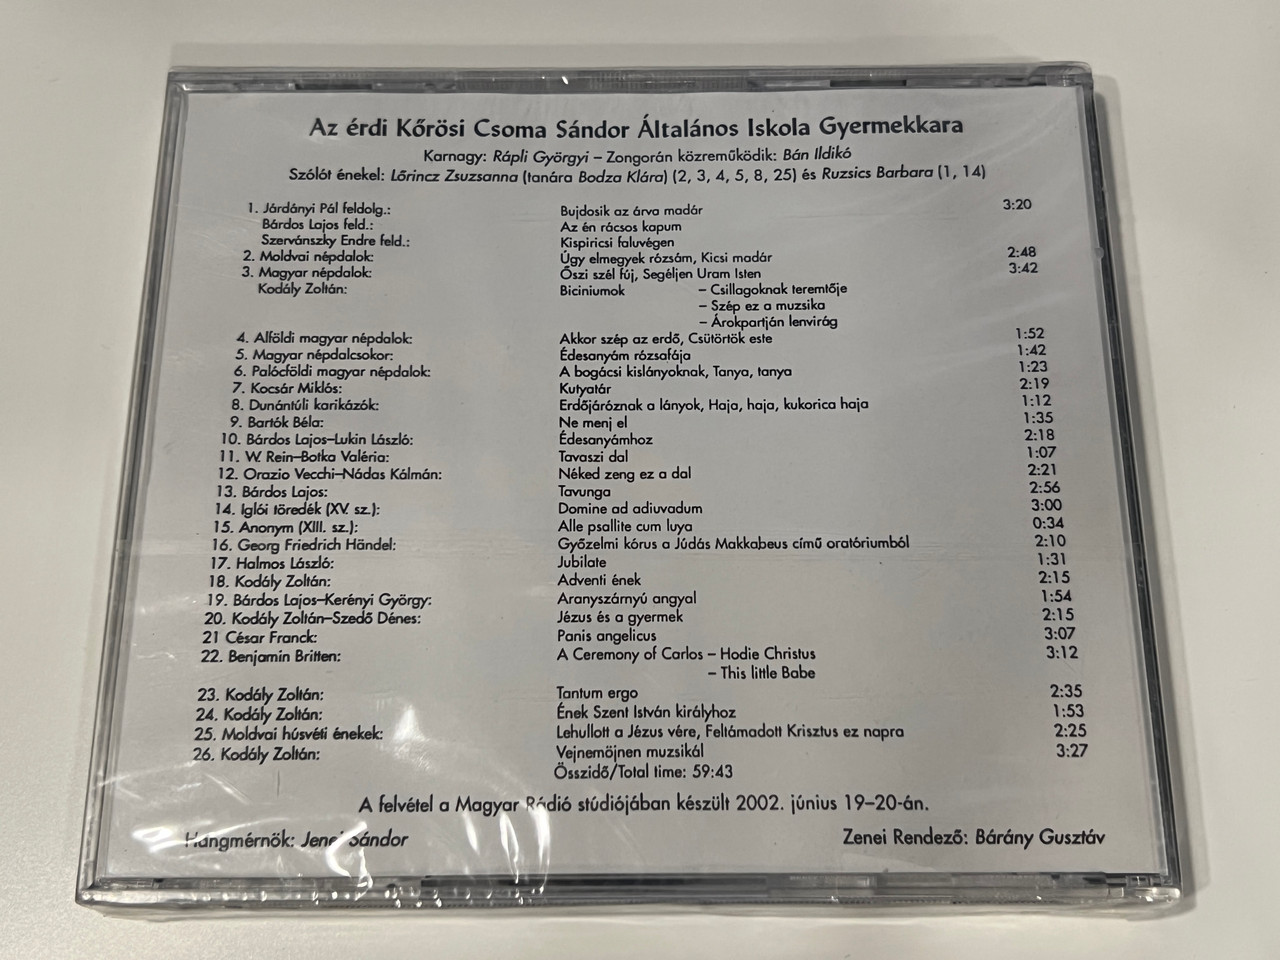 Az érdi Kőrösi Csoma Sándor Általános Iskola Gyermekkara
Karnagy: Rápli Györgyi – Zongorán közreműködik: Bán Ildikó
Szólót énekel: Lőrincz Zsuzsanna (tanára Bodza Klára) (2, 3, 4, 5, 8, 25) és Ruzsics Barbara (1, 14)
1. Járdányi Pál feldolg.: Bujdosik az árva madár 3:20
Bárdos Lajos feld.: Az én rácsos kapum
Szervánszky Endre feld.: Kispiricsi faluvégen
2. Moldvai népdalok: Úgy elmegyek rózsám, Kicsi madár 2:48
3. Magyar népdalok: Őszi szél fúj, Segéljen Uram Isten 3:42
Kodály Zoltán: Biciniumok – Csillagoknak teremtője
– Szép ez a muzsika
– Árokpartján lenvirág
4. Alföldi magyar népdalok: Akkor szép az erdő, Csütörtök este 1:52
5. Magyar népdalcsokor: Édesanyám rózsafája 1:42
6. Palócföldi magyar népdalok: A bogácsi kislányoknak, Tanya, tanya 1:23
7. Kocsár Miklós: Kutyatár 2:19
8. Dunántúli karikázók: Erdőjáróznak a lányok, Haja, haja, kukorica haja 1:12
9. Bartók Béla: Ne menj el 1:35
10. Bárdos Lajos–Lukin László: Édesanyámhoz 2:18
11. W. Rein–Botka Valéria: Tavaszi dal 1:07
12. Orazio Vecchi–Nádas Kálmán: Néked zeng ez a dal 2:21
13. Bárdos Lajos: Tavunga 2:56
14. Iglói töredék (XV. sz.): Domine ad adiuvadum 3:00
15. Anonym (XIII. sz.): Alle psallite cum luya 0:34
16. Georg Friedrich Händel: Győzelmi kórus a Júdás Makkabeus című oratóriumból 2:10
17. Halmos László: Jubilate 1:31
18. Kodály Zoltán: Adventi ének 2:15
19. Bárdos Lajos–Kerényi György: Aranyszárnyú angyal 1:54
20. Kodály Zoltán–Szedő Dénes: Jézus és a gyermek 2:15
21 César Franck: Panis angelicus 3:07
22. Benjamin Britten: A Ceremony of Carlos – Hodie Christus 3:12
– This little Babe
23. Kodály Zoltán: Tantum ergo 2:35
24. Kodály Zoltán: Ének Szent István királyhoz 1:53
25. Moldvai húsvéti énekek: Lehullott a Jézus vére, Feltámadott Krisztus ez napra 2:25
26. Kodály Zoltán: Vejnemöjnen muzsikál 3:27
Összidő/Total time: 59:43
A felvétel a Magyar Rádió stúdiójában készült 2002. június 19–20-án.
Hangmérnök: Jenei Sándor Zenei Rendező: Bárány Gusztáv